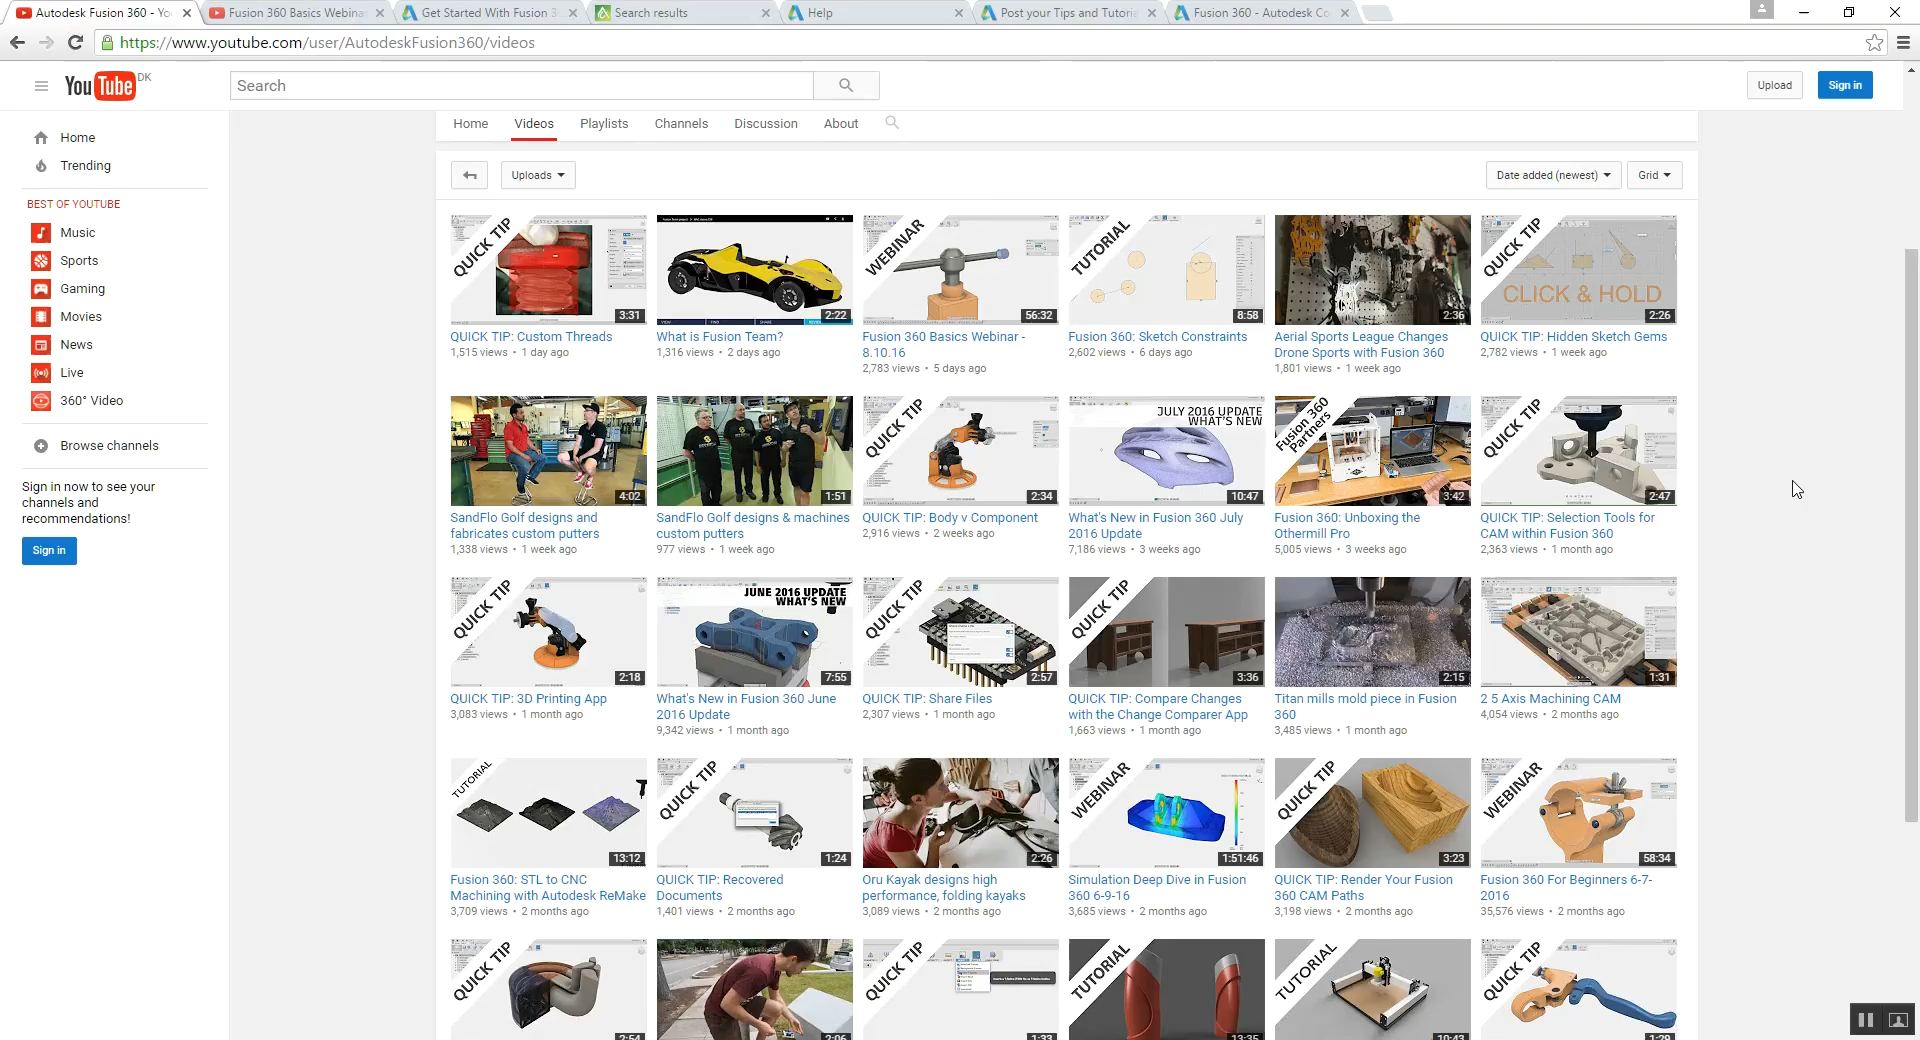 Autodesk Fusion 360 - Yo
Fusion 360 Basics Webina
Get Started With Fusion 3
Search results
Help
Post your Tips and Tutoria
Fusion 360 - Autodesk Co
https://www.youtube.com/user/AutodeskFusion360/videos
YouTube DK
Search
Upload
Sign in
Home
Trending
BEST OF YOUTUBE
Music
Sports
Gaming
Movies
News
Live
360° Video
Browse channels
Sign in now to see your
channels and
recommendations!
Sign in
Home Videos Playlists Channels Discussion About
Uploads
Date added (newest)
Grid
QUICK TIP
3:31
QUICK TIP: Custom Threads
1,515 views • 1 day ago
2:22
What is Fusion Team?
1,316 views • 2 days ago
WEBINAR
56:32
Fusion 360 Basics Webinar -
8.10.16
2,783 views • 5 days ago
TUTORIAL
8:58
Fusion 360: Sketch Constraints
2,602 views • 6 days ago
2:36
Aerial Sports League Changes
Drone Sports with Fusion 360
1,801 views • 1 week ago
QUICK TIP
CLICK & HOLD
2:26
QUICK TIP: Hidden Sketch Gems
2,782 views • 1 week ago
4:02
SandFlo Golf designs and
fabricates custom putters
1,338 views • 1 week ago
1:51
SandFlo Golf designs & machines
custom putters
977 views • 1 week ago
QUICK TIP
2:34
QUICK TIP: Body v Component
2,916 views • 2 weeks ago
JULY 2016 UPDATE
WHAT'S NEW
10:47
What's New in Fusion 360 July
2016 Update
7,186 views • 3 weeks ago
Fusion 360
Partners
3:42
Fusion 360: Unboxing the
Othermill Pro
5,005 views • 3 weeks ago
QUICK TIP
2:47
QUICK TIP: Selection Tools for
CAM within Fusion 360
2,363 views • 1 month ago
QUICK TIP
2:18
QUICK TIP: 3D Printing App
3,083 views • 1 month ago
JUNE 2016 UPDATE
WHAT'S NEW
7:55
What's New in Fusion 360 June
2016 Update
9,342 views • 1 month ago
QUICK TIP
2:57
QUICK TIP: Share Files
2,307 views • 1 month ago
QUICK TIP
3:36
QUICK TIP: Compare Changes
with the Change Comparer App
1,663 views • 1 month ago
2:15
Titan mills mold piece in Fusion
360
3,485 views • 1 month ago
1:31
2 5 Axis Machining CAM
4,054 views • 2 months ago
TUTORIAL
13:12
Fusion 360: STL to CNC
Machining with Autodesk ReMake
3,709 views • 2 months ago
QUICK TIP
1:24
QUICK TIP: Recovered
Documents
1,401 views • 2 months ago
2:26
Oru Kayak designs high
performance, folding kayaks
3,089 views • 2 months ago
WEBINAR
1:51:46
Simulation Deep Dive in Fusion
360 6-9-16
3,685 views • 2 months ago
QUICK TIP
3:23
QUICK TIP: Render Your Fusion
360 CAM Paths
3,198 views • 2 months ago
WEBINAR
58:34
Fusion 360 For Beginners 6-7-
2016
35,576 views • 2 months ago
QUICK TIP
2:54
2:06
QUICK TIP
1:33
TUTORIAL
13:35
TUTORIAL
10:43
QUICK TIP
1:29